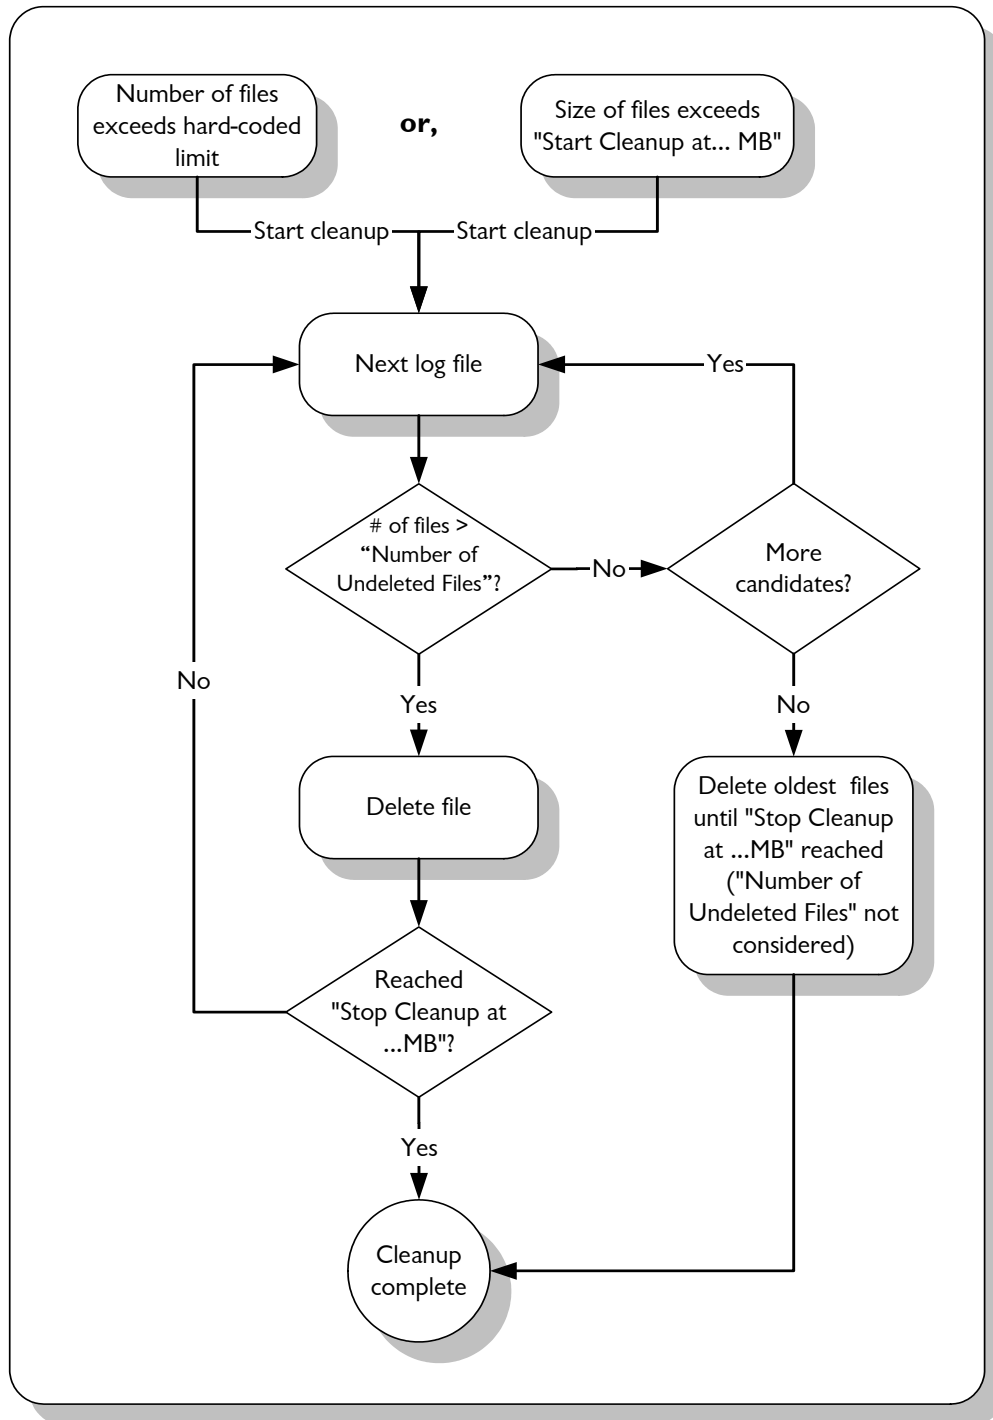 Number of files
exceeds hard-coded
limit
or,
Size of files exceeds
"Start Cleanup at... MB"
Start cleanup
Start cleanup
Next log file
Yes
# of files >
“Number of
Undeleted Files”?
No
More
candidates?
No
Yes
No
Delete file
Delete oldest files
until "Stop Cleanup
at ...MB" reached
("Number of
Undeleted Files" not
considered)
Reached
"Stop Cleanup at
...MB"?
Yes
Cleanup
complete